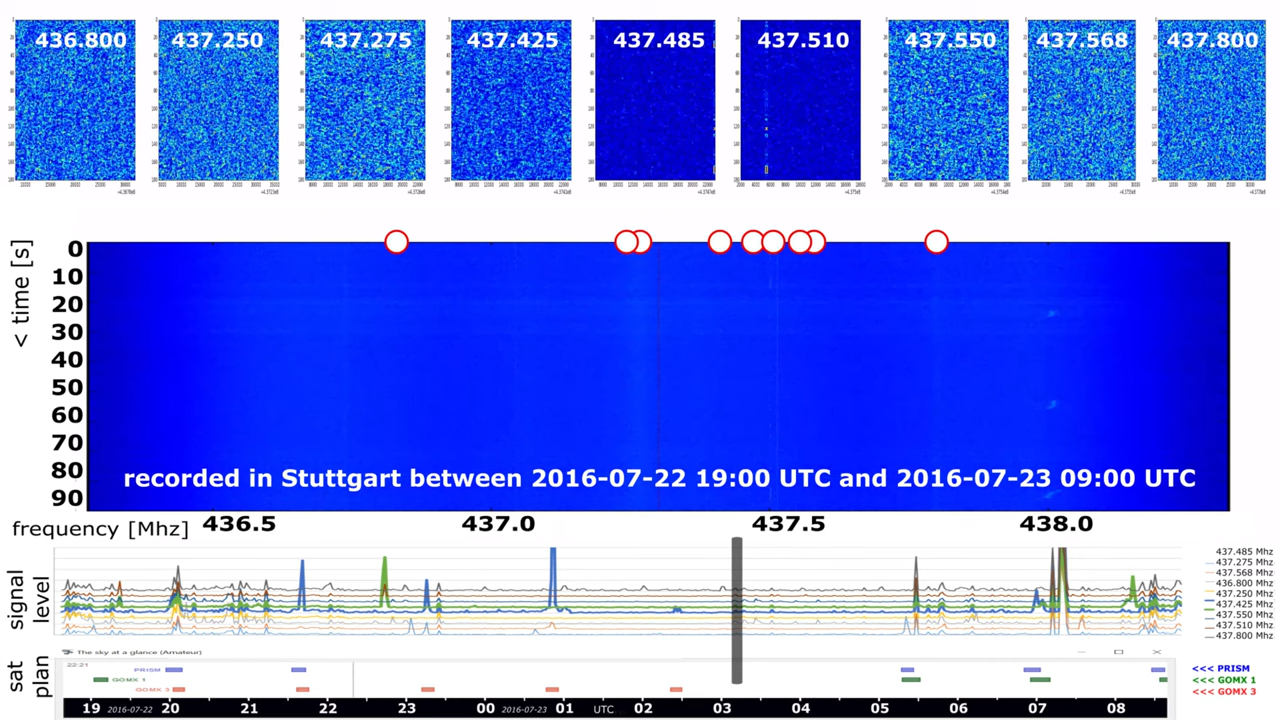 436.800 437.250 437.275 437.425 437.485 437.510 437.550 437.568 437.800
< time [s]
0
10
20
30
40
50
60
70
80
90
recorded in Stuttgart between 2016-07-22 19:00 UTC and 2016-07-23 09:00 UTC
frequency [Mhz] 436.5 437.0 437.5 438.0
signal level
437.485 Mhz
437.275 Mhz
437.568 Mhz
436.800 Mhz
437.250 Mhz
437.425 Mhz
437.550 Mhz
437.510 Mhz
437.800 Mhz
sat plan
The sky at a glance (Amateur)
22:21
PRISM
GOMX 1
GOMX 3
<<< PRISM
<<< GOMX 1
<<< GOMX 3
19 2016-07-22 20 21 22 23 00 2016-07-23 01 UTC 02 03 04 05 06 07 08